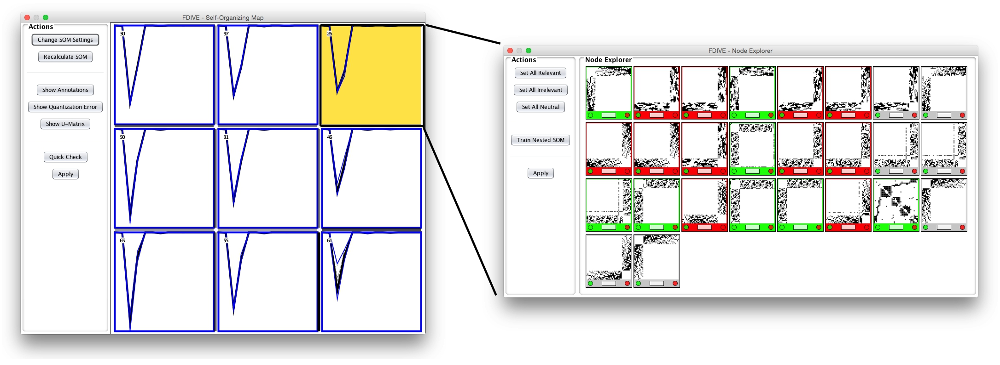 FDIVE - Self-Organizing Map
Actions
Change SOM Settings
Recalculate SOM
Show Annotations
Show Quantization Error
Show U-Matrix
Quick Check
Apply
30
97
26
50
31
46
65
55
61
FDIVE - Node Explorer
Actions
Set All Relevant
Set All Irrelevant
Set All Neutral
Train Nested SOM
Apply
Node Explorer